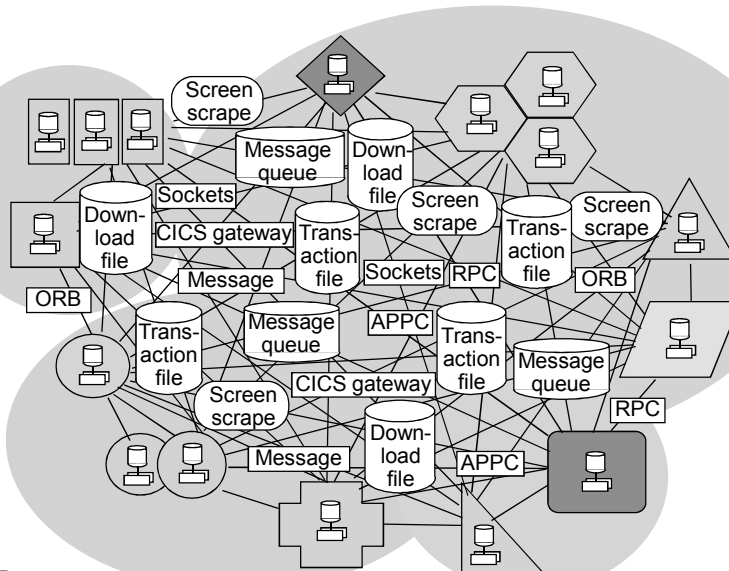 Screen
scrape
Message
queue
Down-
load
file
Sockets
Down-
load
file
Screen
scrape
Screen
scrape
CICS gateway
Trans-
action
file
Trans-
action
file
Message
Sockets
RPC
ORB
ORB
Trans-
action
file
Message
queue
APPC
Trans-
action
file
Message
queue
CICS gateway
Screen
scrape
Down-
load
file
RPC
Message
APPC